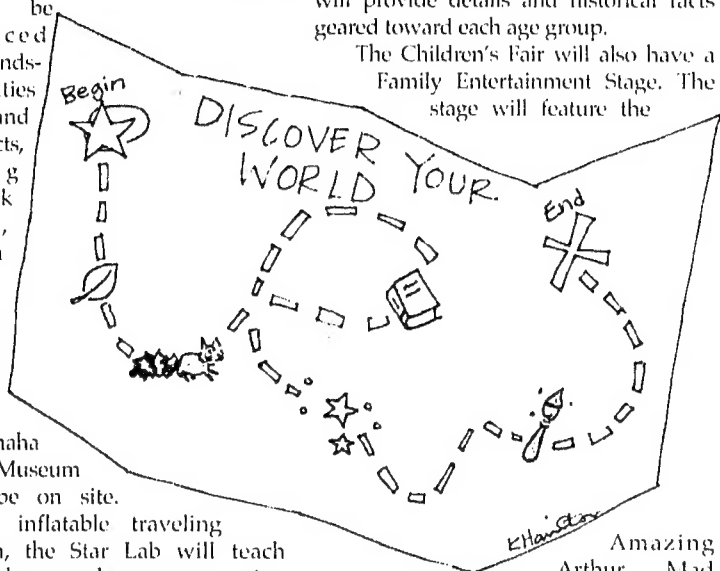 be
will provide details and historical facts
geared toward each age group.
The Children's Fair will also have a
Family Entertainment Stage. The
stage will feature the
ced
nds-
ties
and
cts,
g
k
Begin
DISCOVER YOUR
WORLD
End
naha
Museum
be on site.
inflatable traveling
, the Star Lab will teach
Amazing
Arthur, Mad